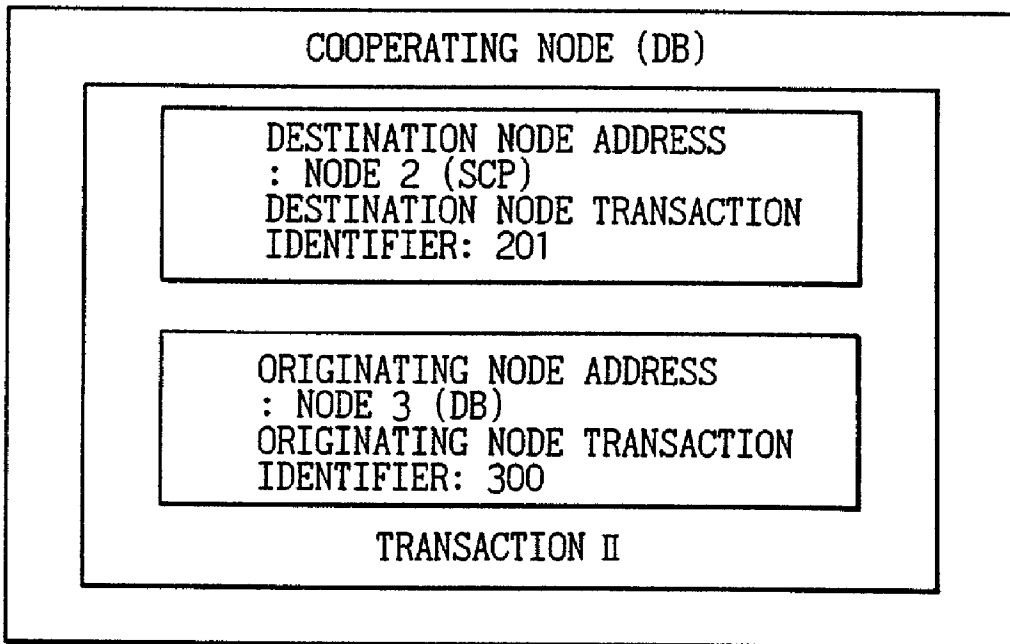 COOPERATING NODE (DB)
DESTINATION NODE ADDRESS
: NODE 2 (SCP)
DESTINATION NODE TRANSACTION
IDENTIFIER: 201
ORIGINATING NODE ADDRESS
: NODE 3 (DB)
ORIGINATING NODE TRANSACTION
IDENTIFIER: 300
TRANSACTION II